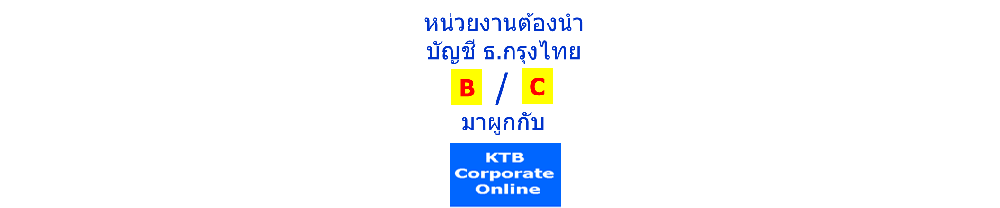 หน่วยงานต้องนำ
บัญชี ธ.กรุงไทย
B / C
มาผูกกับ
KTB
Corporate
Online